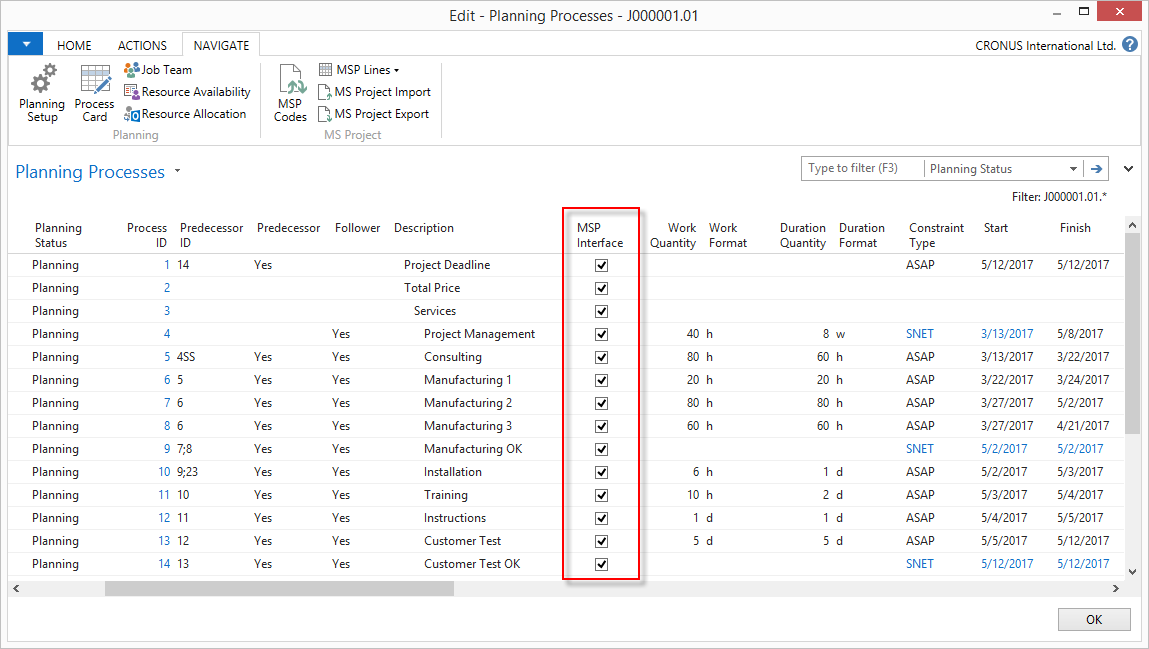 Edit - Planning Processes - J000001.01
HOME ACTIONS NAVIGATE CRONUS International Ltd. ?
Planning Setup
Process Card
Job Team
Resource Availability
Resource Allocation
Planning
MSP Codes
MSP Lines
MS Project Import
MS Project Export
MS Project
Planning Processes
Type to filter (F3) Planning Status
Filter: J000001.01.*
Planning Status Process ID Predecessor ID Predecessor Follower Description MSP Interface Work Quantity Work Format Duration Quantity Duration Format Constraint Type Start Finish
Planning 1 14 Yes Project Deadline ASAP 5/12/2017 5/12/2017
Planning 2 Total Price
Planning 3 Services
Planning 4 Yes Project Management 40 h 8 w SNET 3/13/2017 5/8/2017
Planning 5 4SS Yes Yes Consulting 80 h 60 h ASAP 3/13/2017 3/22/2017
Planning 6 5 Yes Yes Manufacturing 1 20 h 20 h ASAP 3/22/2017 3/24/2017
Planning 7 6 Yes Yes Manufacturing 2 80 h 80 h ASAP 3/27/2017 5/2/2017
Planning 8 6 Yes Yes Manufacturing 3 60 h 60 h ASAP 3/27/2017 4/21/2017
Planning 9 7;8 Yes Yes Manufacturing OK SNET 5/2/2017 5/2/2017
Planning 10 9;23 Yes Yes Installation 6 h 1 d ASAP 5/2/2017 5/3/2017
Planning 11 10 Yes Yes Training 10 h 2 d ASAP 5/3/2017 5/4/2017
Planning 12 11 Yes Yes Instructions 1 d 1 d ASAP 5/4/2017 5/5/2017
Planning 13 12 Yes Yes Customer Test 5 d 5 d ASAP 5/5/2017 5/12/2017
Planning 14 13 Yes Yes Customer Test OK SNET 5/12/2017 5/12/2017
OK